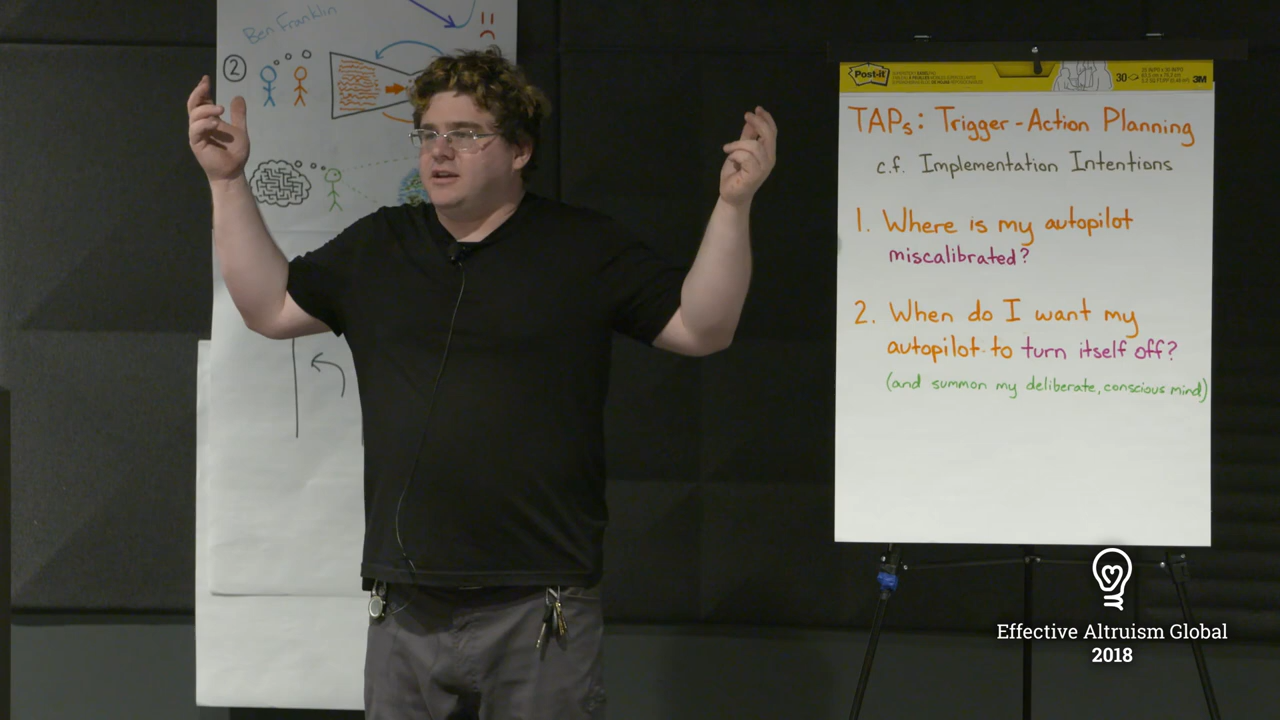 Ben Franklin
2
Post-it
30
3M
TAPs: Trigger-Action Planning
c.f. Implementation Intentions
1. Where is my autopilot
miscalibrated?
2. When do I want my
autopilot to turn itself off?
(and summon my deliberate, conscious mind)
Effective Altruism Global
2018